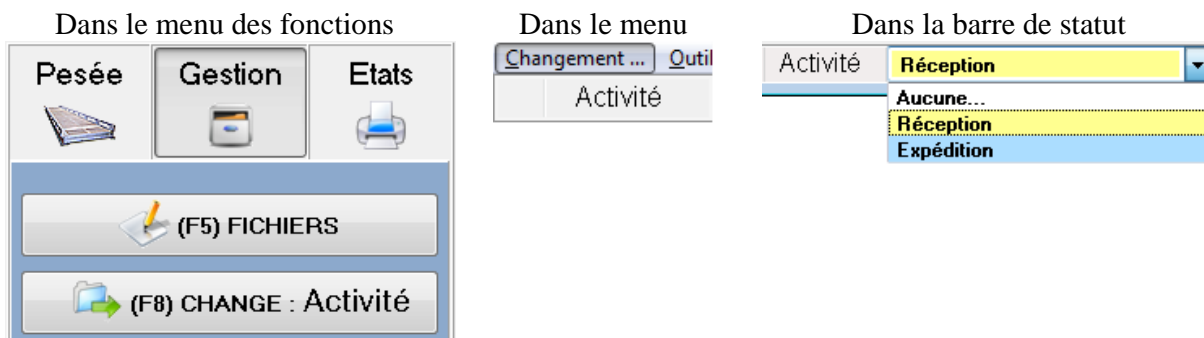 Dans le menu des fonctions
Pesée Gestion Etats
(F5) FICHIERS
(F8) CHANGE : Activité
Dans le menu
Changement ... Outil
Activité
Dans la barre de statut
Activité Réception
Aucune...
Réception
Expédition